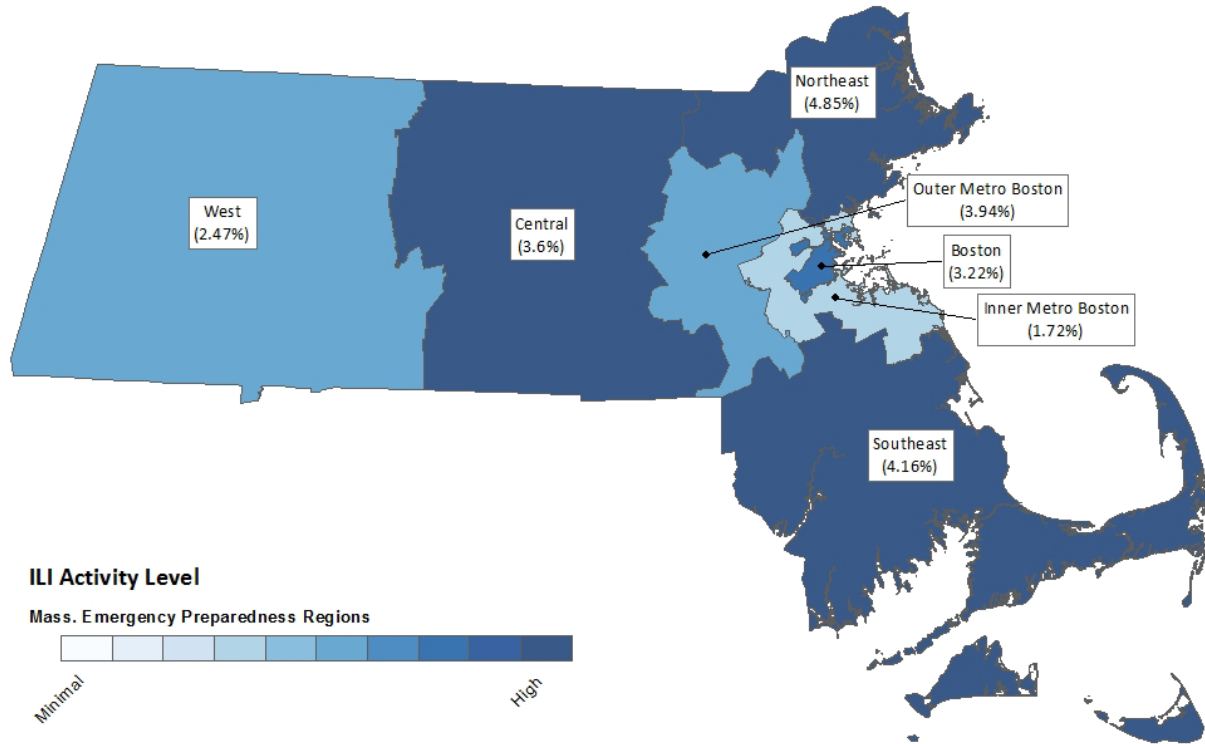 Northeast
(4.85%)
Outer Metro Boston
(3.94%)
West
(2.47%)
Central
(3.6%)
Boston
(3.22%)
Inner Metro Boston
(1.72%)
Southeast
(4.16%)
ILI Activity Level
Mass. Emergency Preparedness Regions
Minimal
High